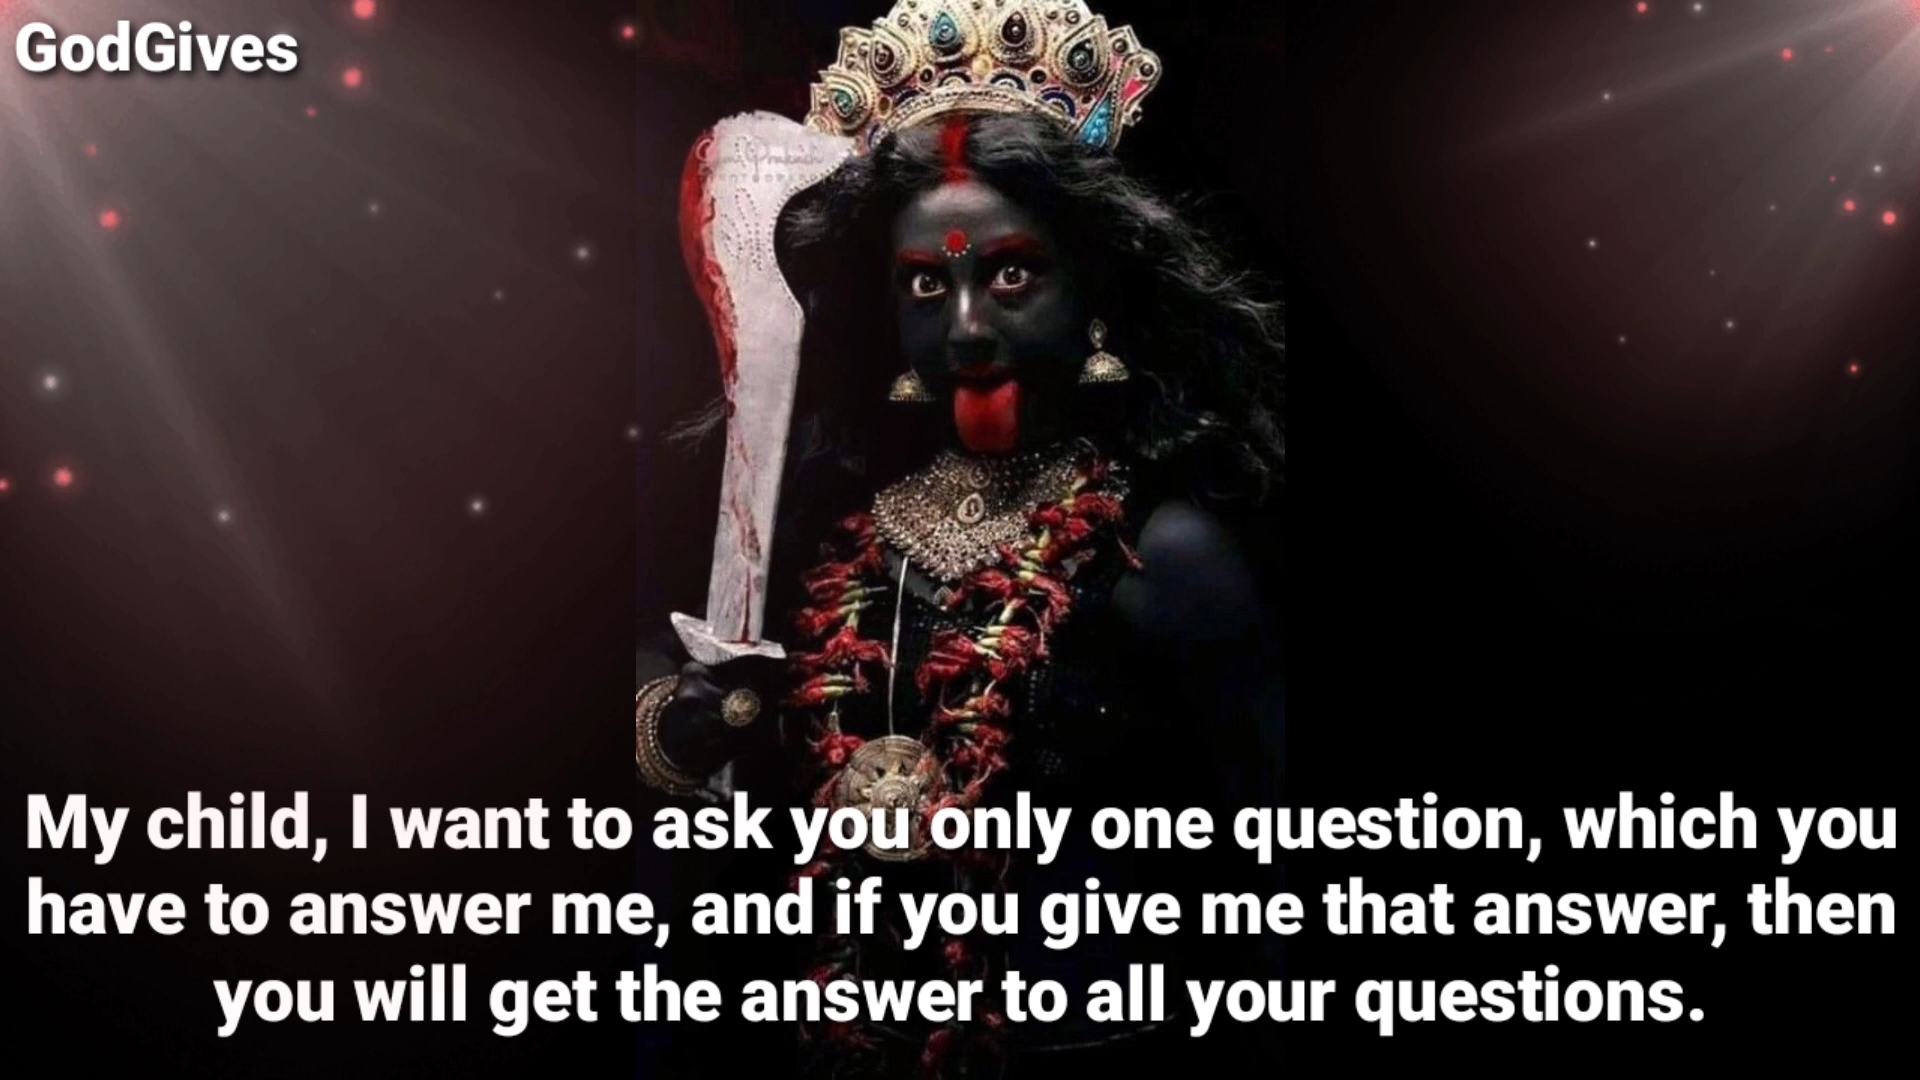 GodGives
My child, I want to ask you only one question, which you
have to answer me, and if you give me that answer, then
you will get the answer to all your questions.